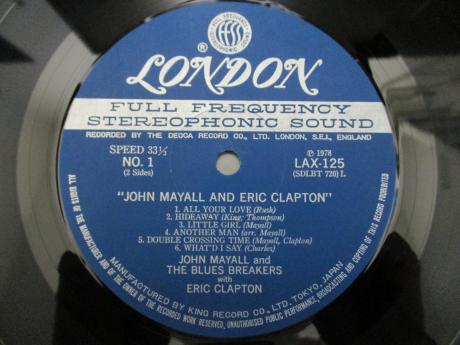 FULL FREQUENCY STEREOPHONIC SOUND
ffss
®
LONDON
FULL FREQUENCY
STEREOPHONIC SOUND
RECORDED BY THE DECCA RECORD CO., LTD. LONDON, S.E.I., ENGLAND
SPEED 33⅓
NO. 1
(2 Sides)
℗ 1978
LAX-125
(SDLBT 720) L
"JOHN MAYALL AND ERIC CLAPTON"
1. ALL YOUR LOVE (Rush)
2. HIDEAWAY (King; Thompson)
3. LITTLE GIRL (Mayall)
4. ANOTHER MAN (arr. Mayall)
5. DOUBLE CROSSING TIME (Mayall, Clapton)
6. WHAT'D I SAY (Charles)
JOHN MAYALL and
THE BLUES BREAKERS
with
ERIC CLAPTON
MANUFACTURED BY KING RECORD CO., LTD. TOKYO, JAPAN
ALL RIGHTS OF THE MANUFACTURER AND OF THE OWNER OF THE RECORDED WORK RESERVED, UNAUTHORISED PUBLIC PERFORMANCE, BROADCASTING AND COPYING OF THIS RECORD PROHIBITED